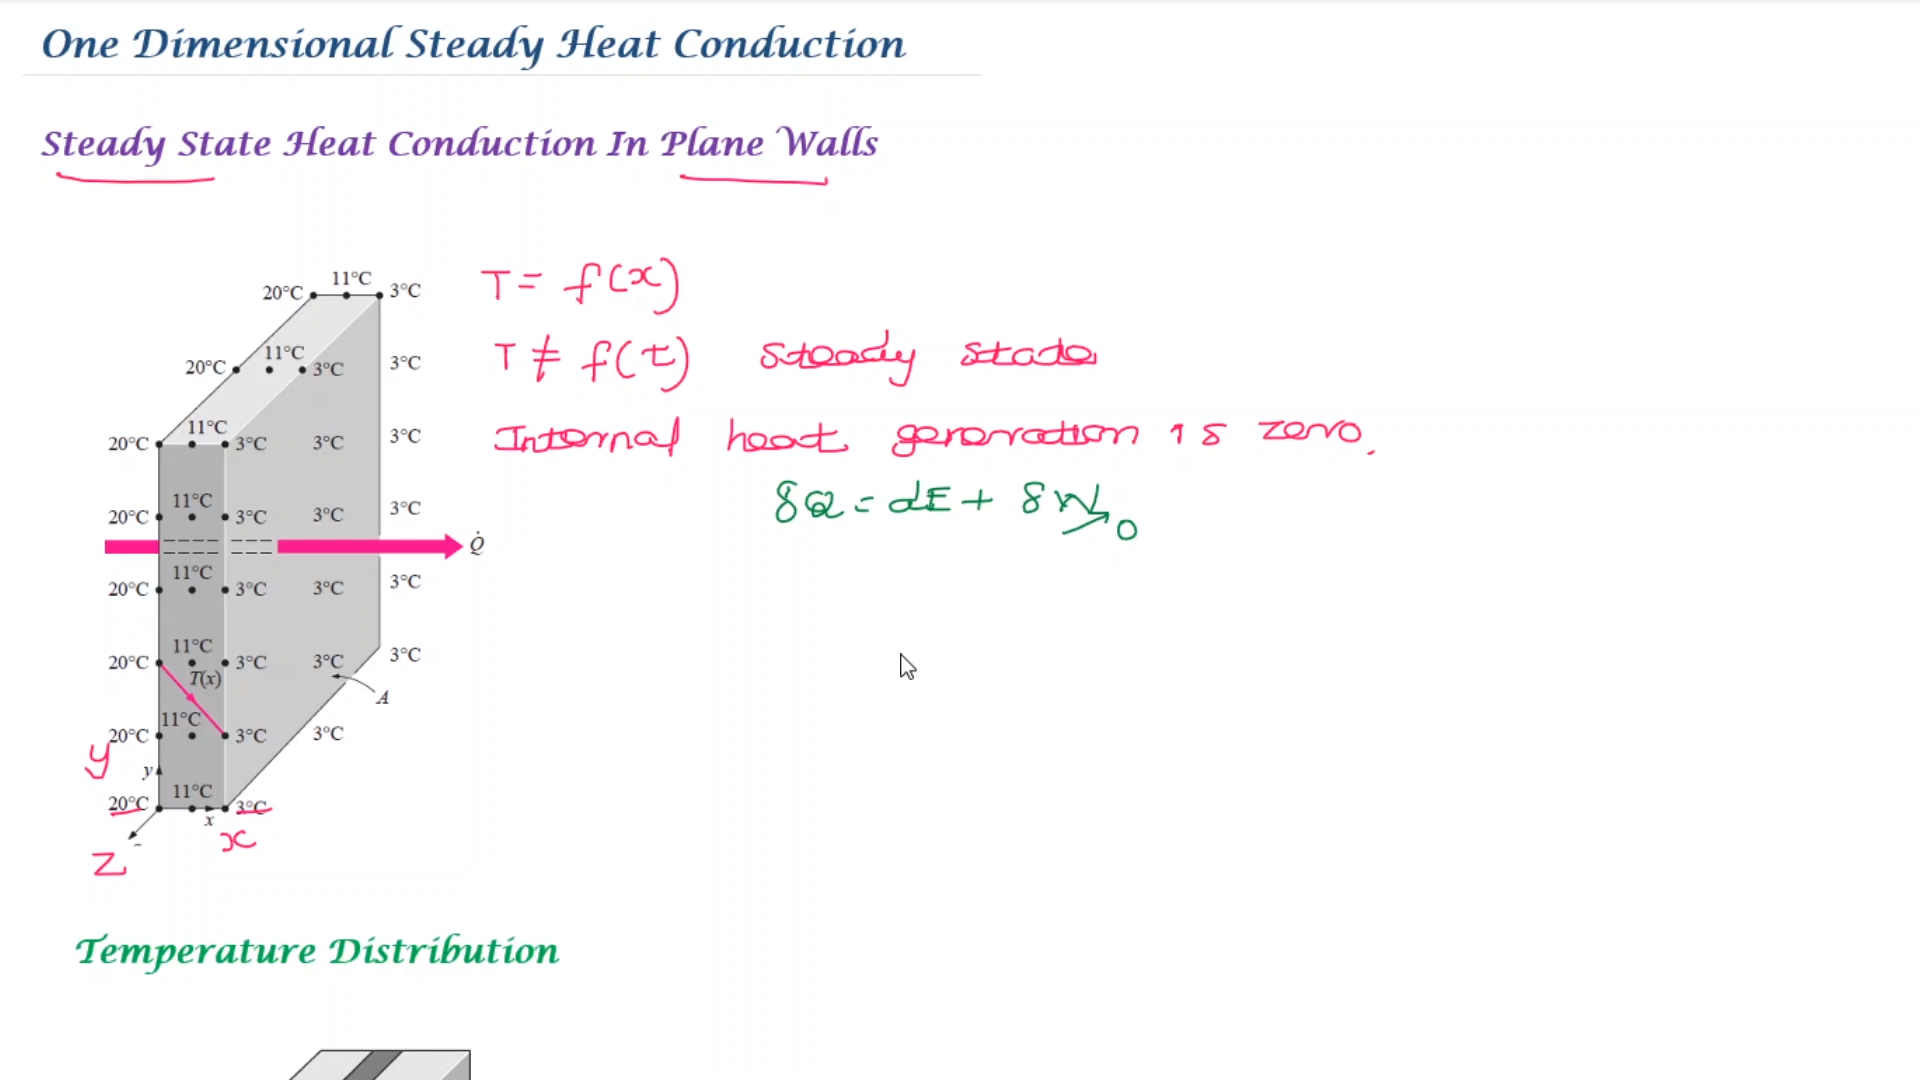 One Dimensional Steady Heat Conduction
Steady State Heat Conduction In Plane Walls
11°C
20°C 3°C
T = f(x)
11°C
20°C 3°C 3°C
T ≠ f(t) Steady state
11°C
20°C 3°C 3°C 3°C
Internal heat generation is zero.
11°C
20°C 3°C 3°C 3°C
δQ = dE + δW 0
Q̇
11°C
20°C 3°C 3°C 3°C
11°C
20°C 3°C 3°C 3°C
T(x)
A
11°C
20°C 3°C 3°C
y
y
11°C
20°C 3°C
x
x
z
Temperature Distribution